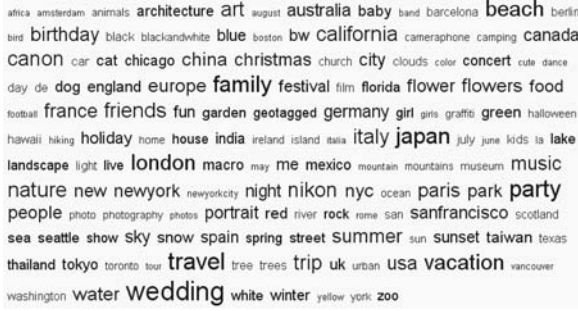 africa amsterdam animals architecture art august australia baby band barcelona beach berlin
bird birthday black blackandwhite blue boston bw california cameraphone camping canada
canon car cat chicago china christmas church city clouds color concert cute dance
day de dog england europe family festival film florida flower flowers food
football france friends fun garden geotagged germany girl girls graffiti green halloween
hawaii hiking holiday home house india ireland island italia italy japan july june kids la lake
landscape light live london macro may me mexico mountain mountains museum music
nature new newyork newyorkcity night nikon nyc ocean paris park party
people photo photography photos portrait red river rock rome san sanfrancisco scotland
sea seattle show sky snow spain spring street summer sun sunset taiwan texas
thailand tokyo toronto tour travel tree trees trip uk urban usa vacation vancouver
washington water wedding white winter yellow york zoo